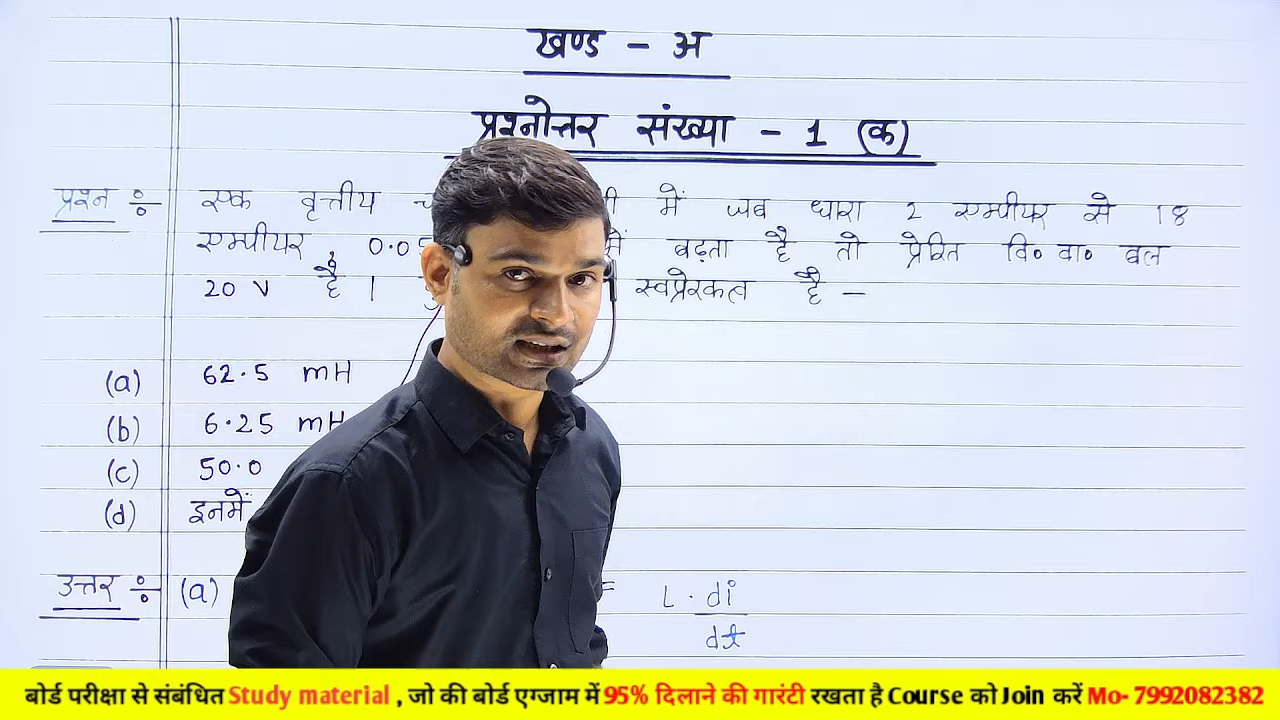 खण्ड - अ
प्रश्नोत्तर संख्या - 1 (क)
प्रश्न ÷ एक वृत्तीय में जब धारा 2 एम्पीयर से 18
एम्पीयर, में बढ़ता है तो प्रेरित वि० वा० बल
20 V है । स्वप्रेरकत्व है -
(a) 62.5 mH
(b) 6.25 mH
(c) 50.0
(d) इनमें
उत्तर ÷ (a) = L . di
dt
बोर्ड परीक्षा से संबंधित Study material , जो की बोर्ड एग्जाम में 95% दिलाने की गारंटी रखता है Course को Join करें Mo- 7992082382